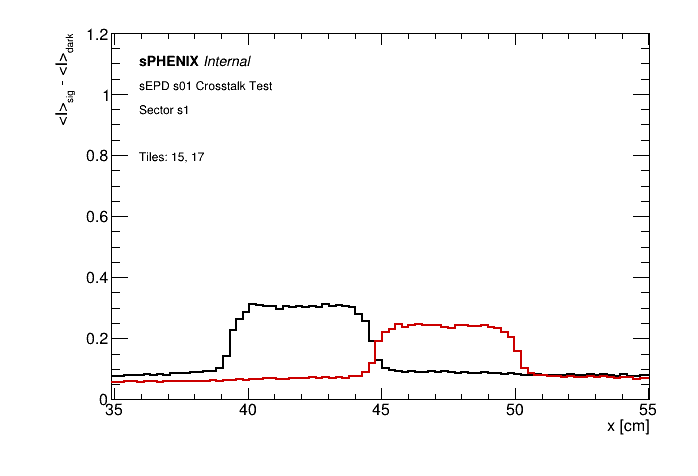 1.2
<I>sig - <I>dark
sPHENIX Internal
sEPD s01 Crosstalk Test
1
Sector s1
0.8
Tiles: 15, 17
0.6
0.4
0.2
0
35 40 45 50 55
x [cm]